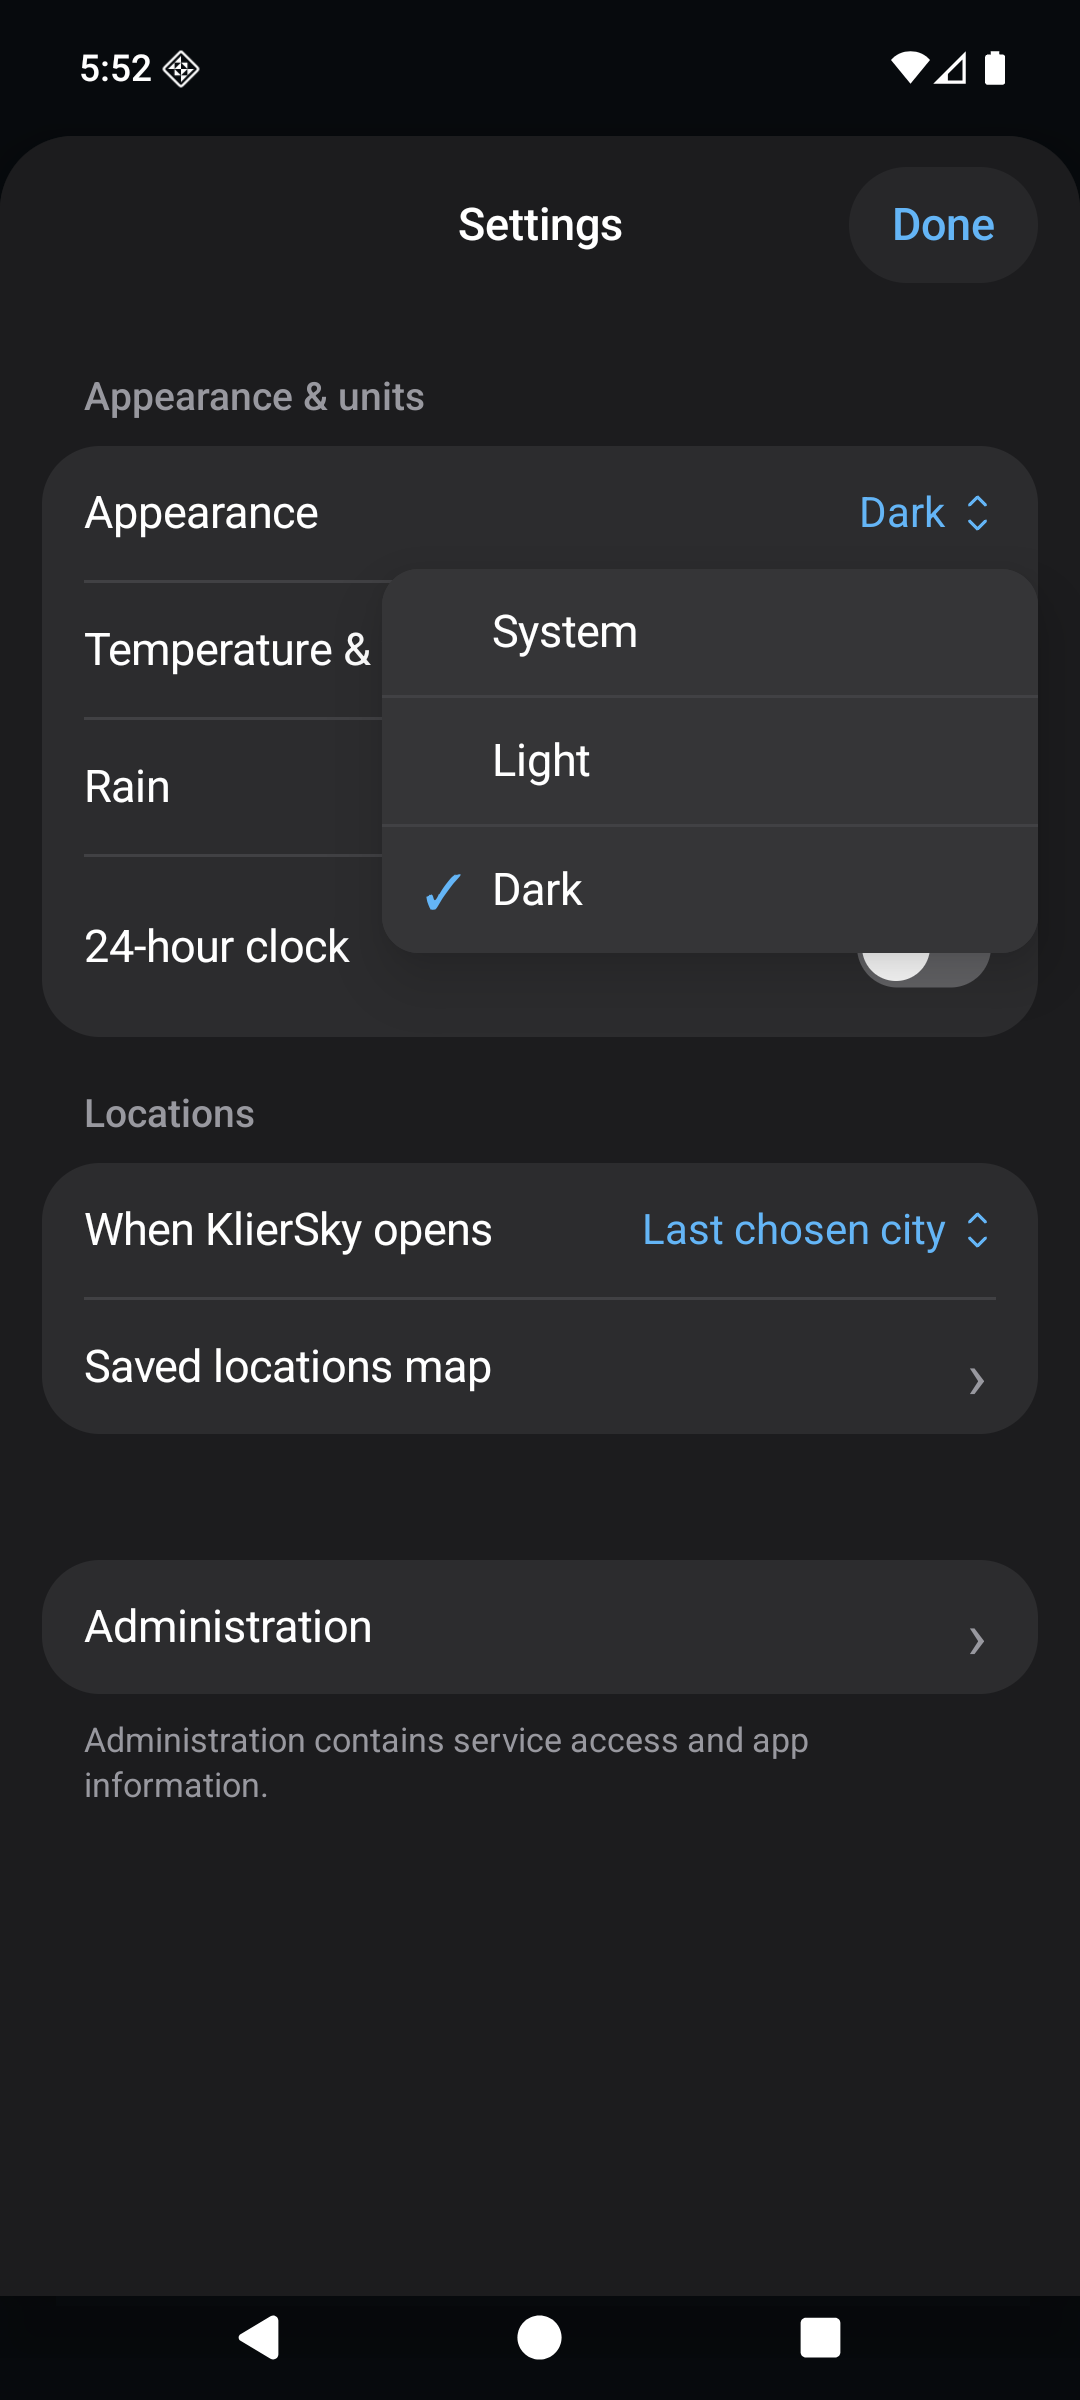 5:52
Settings
Done
Appearance & units
Appearance
Dark
System
Temperature &
Light
Rain
✓ Dark
24-hour clock
Locations
When KlierSky opens
Last chosen city
Saved locations map
Administration
Administration contains service access and app
information.